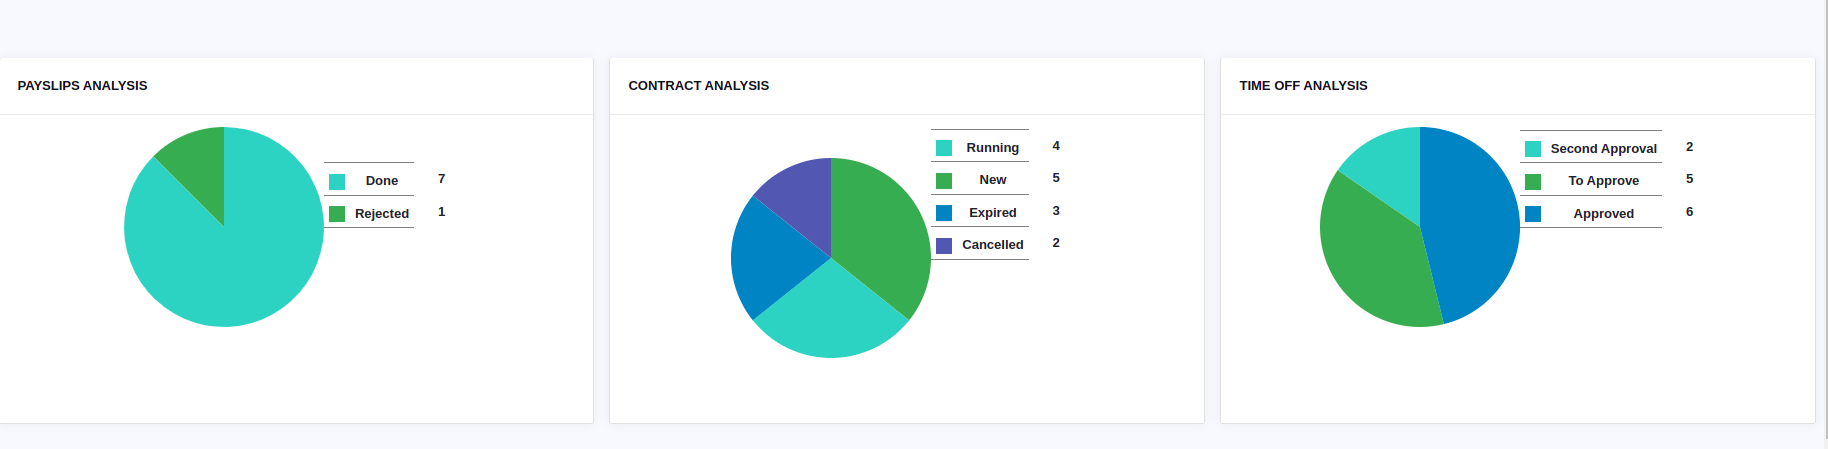 PAYSLIPS ANALYSIS
Done 7
Rejected 1
CONTRACT ANALYSIS
Running 4
New 5
Expired 3
Cancelled 2
TIME OFF ANALYSIS
Second Approval 2
To Approve 5
Approved 6